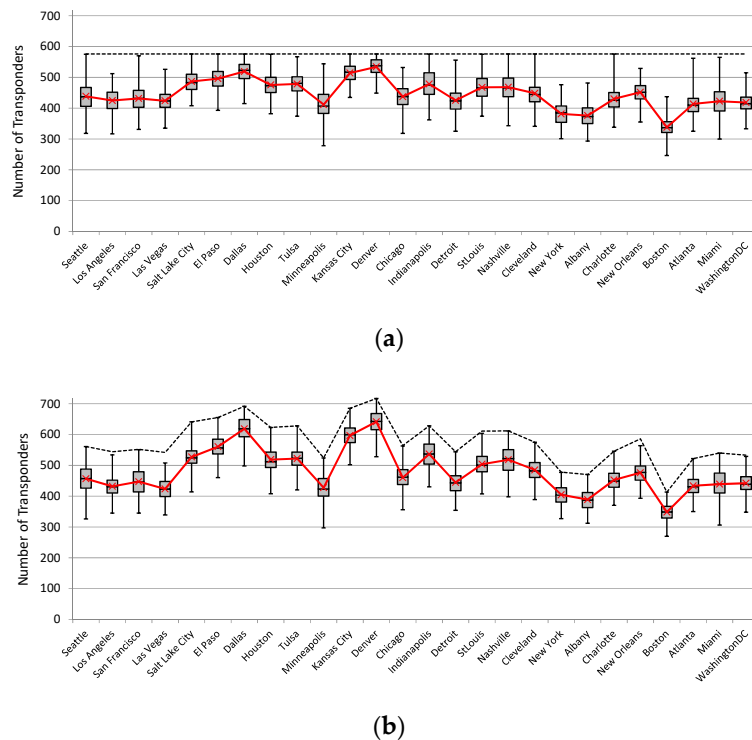 700
600
500
400
300
200
100
0
Number of Transponders
Seattle
Los Angeles
San Francisco
Las Vegas
Salt Lake City
El Paso
Dallas
Houston
Tulsa
Minneapolis
Kansas City
Denver
Chicago
Indianapolis
Detroit
StLouis
Nashville
Cleveland
New York
Albany
Charlotte
New Orleans
Boston
Atlanta
Miami
WashingtonDC
(a)
700
600
500
400
300
200
100
0
Number of Transponders
Seattle
Los Angeles
San Francisco
Las Vegas
Salt Lake City
El Paso
Dallas
Houston
Tulsa
Minneapolis
Kansas City
Denver
Chicago
Indianapolis
Detroit
StLouis
Nashville
Cleveland
New York
Albany
Charlotte
New Orleans
Boston
Atlanta
Miami
WashingtonDC
(b)